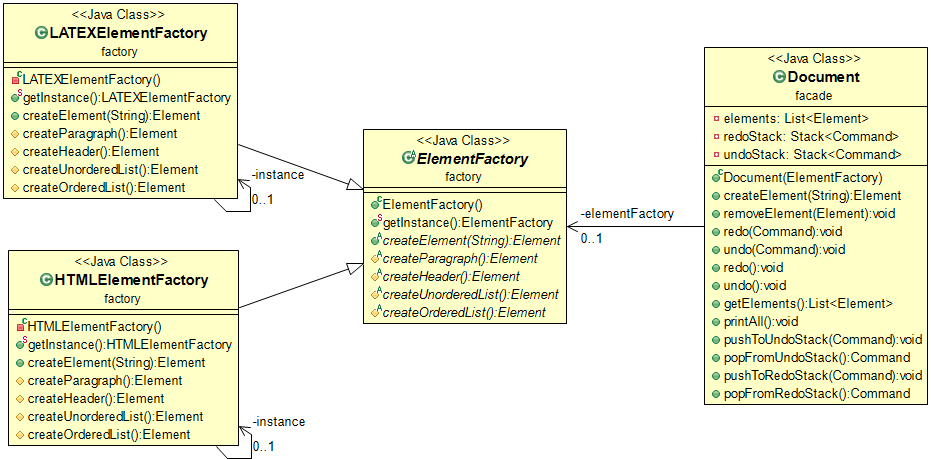 <<Java Class>>
LATEXElementFactory
factory
LATEXElementFactory()
getInstance():LATEXElementFactory
createElement(String):Element
createParagraph():Element
createHeader():Element
createUnorderedList():Element
createOrderedList():Element
-instance
0..1
<<Java Class>>
HTMLElementFactory
factory
HTMLElementFactory()
getInstance():HTMLElementFactory
createElement(String):Element
createParagraph():Element
createHeader():Element
createUnorderedList():Element
createOrderedList():Element
-instance
0..1
<<Java Class>>
ElementFactory
factory
ElementFactory()
getInstance():ElementFactory
createElement(String):Element
createParagraph():Element
createHeader():Element
createUnorderedList():Element
createOrderedList():Element
-elementFactory
0..1
<<Java Class>>
Document
facade
elements: List<Element>
redoStack: Stack<Command>
undoStack: Stack<Command>
Document(ElementFactory)
createElement(String):Element
removeElement(Element):void
redo(Command):void
undo(Command):void
redo():void
undo():void
getElements():List<Element>
printAll():void
pushToUndoStack(Command):void
popFromUndoStack():Command
pushToRedoStack(Command):void
popFromRedoStack():Command